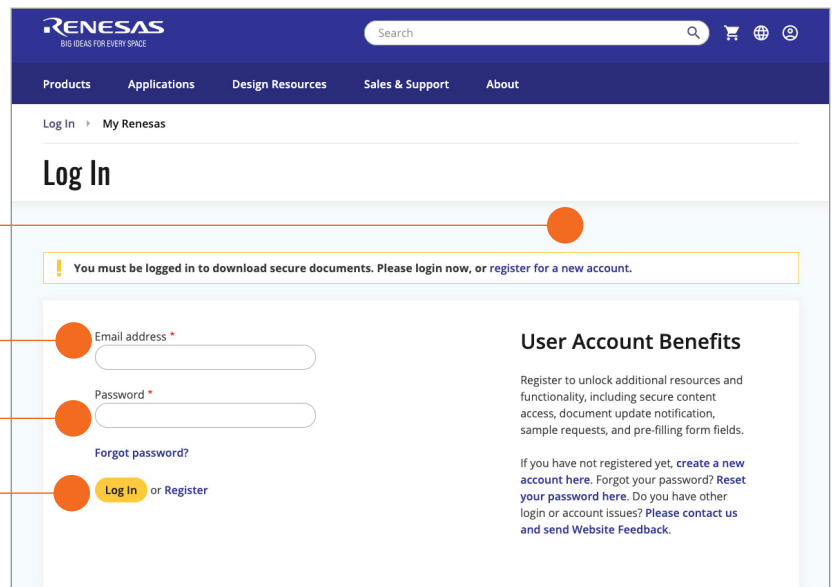 RENESAS
BIG IDEAS FOR EVERY SPACE
Search
Products Applications Design Resources Sales & Support About
Log In My Renesas
Log In
You must be logged in to download secure documents. Please login now, or register for a new account.
Email address *
Password *
Forgot password?
Log In or Register
User Account Benefits
Register to unlock additional resources and
functionality, including secure content
access, document update notification,
sample requests, and pre-filling form fields.
If you have not registered yet, create a new
account here. Forgot your password? Reset
your password here. Do you have other
login or account issues? Please contact us
and send Website Feedback.